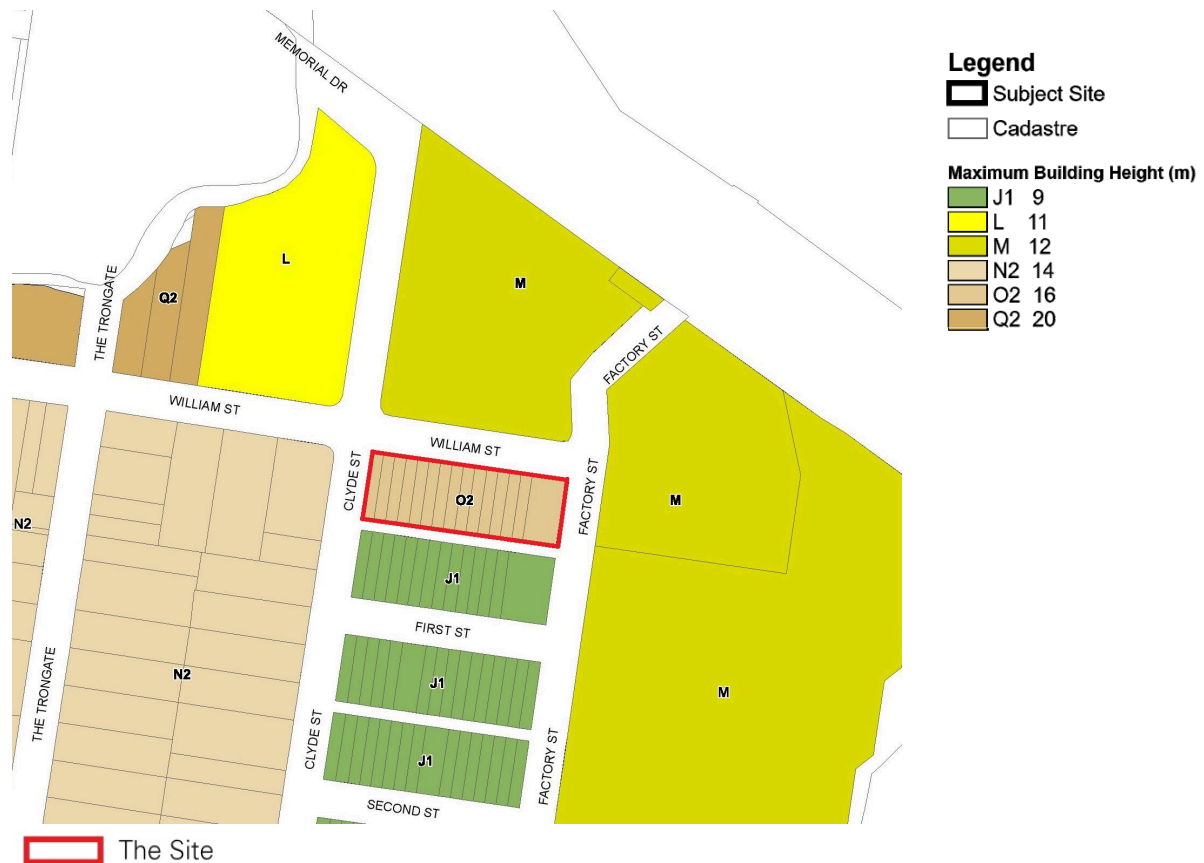 MEMORIAL DR
Legend
Subject Site
Cadastre
Maximum Building Height (m)
J1 9
L 11
M 12
N2 14
O2 16
Q2 20
L
M
Q2
THE TRONGATE
FACTORY ST
WILLIAM ST
WILLIAM ST
CLYDE ST
O2
FACTORY ST
M
N2
J1
FIRST ST
N2
J1
M
THE TRONGATE
CLYDE ST
J1
FACTORY ST
SECOND ST
The Site